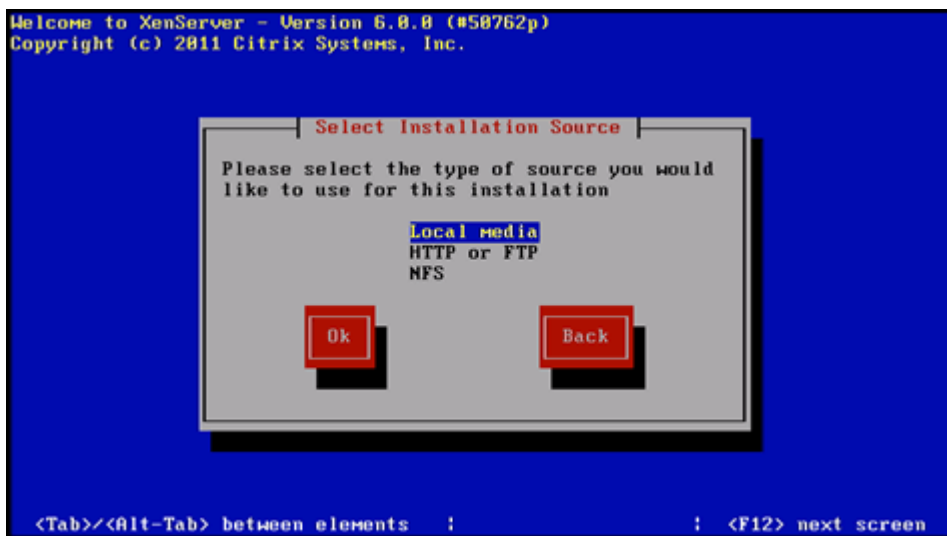 Welcome to XenServer - Version 6.0.0 (#50762p)
Copyright (c) 2011 Citrix Systems, Inc.
Select Installation Source
Please select the type of source you would
like to use for this installation
Local media
HTTP or FTP
NFS
Ok Back
<Tab>/<Alt-Tab> between elements | | <F12> next screen